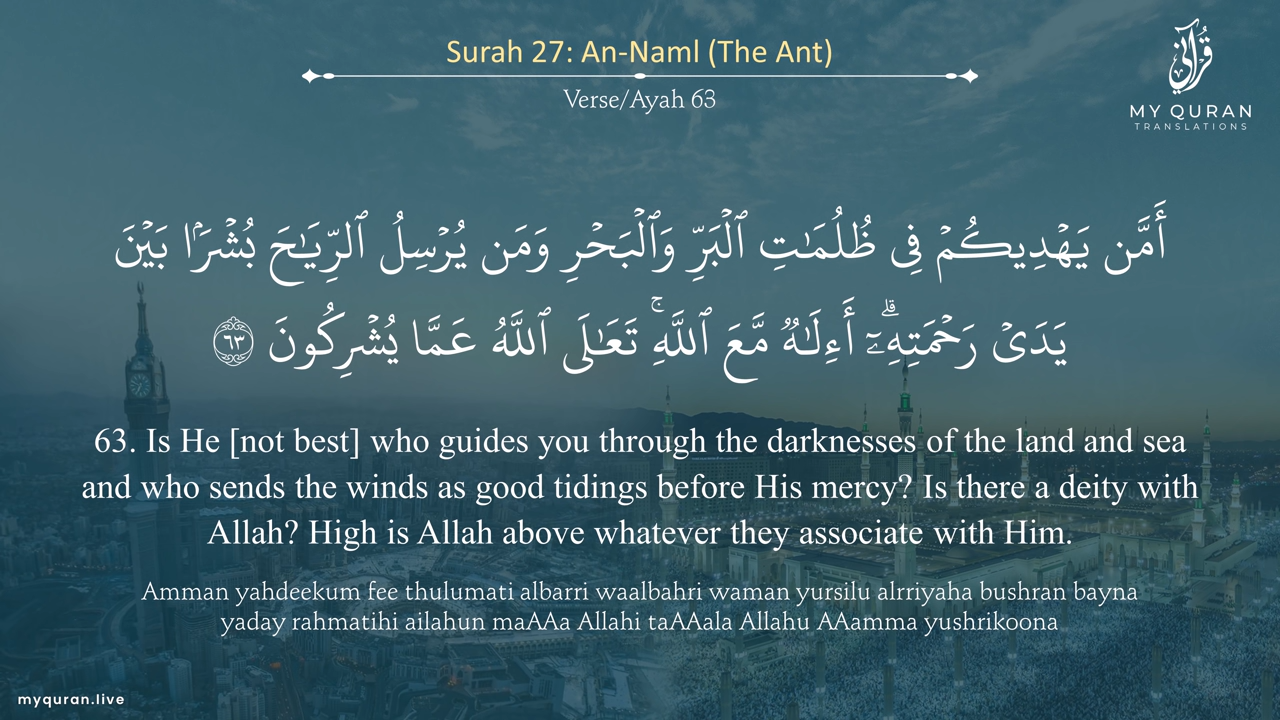 Surah 27: An-Naml (The Ant)
Verse/Ayah 63
قرآني
MY QURAN
TRANSLATIONS
أَمَّن يَهْدِيكُمْ فِى ظُلُمَـٰتِ ٱلْبَرِّ وَٱلْبَحْرِ وَمَن يُرْسِلُ ٱلرِّيَـٰحَ بُشْرًۢا بَيْنَ
يَدَىْ رَحْمَتِهِۦٓ ۗ أَءِلَـٰهٌ مَّعَ ٱللَّهِ ۚ تَعَـٰلَى ٱللَّهُ عَمَّا يُشْرِكُونَ ٦٣
63. Is He [not best] who guides you through the darknesses of the land and sea
and who sends the winds as good tidings before His mercy? Is there a deity with
Allah? High is Allah above whatever they associate with Him.
Amman yahdeekum fee thulumati albarri waalbahri waman yursilu alrriyaha bushran bayna
yaday rahmatihi ailahun maAAa Allahi taAAala Allahu AAamma yushrikoona
myquran.live